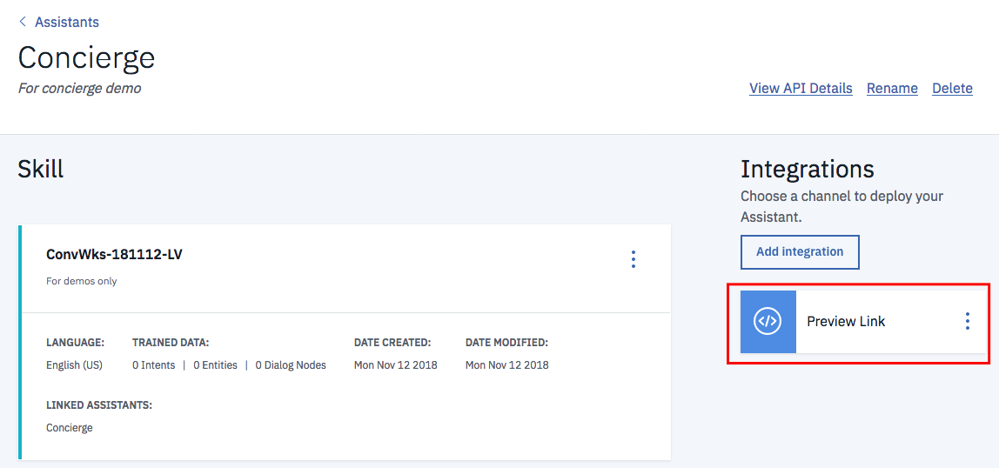 Assistants
Concierge
For concierge demo
View API Details Rename Delete
Skill
Integrations
Choose a channel to deploy your
Assistant.
Add integration
Preview Link
ConvWks-181112-LV
For demos only
LANGUAGE: TRAINED DATA: DATE CREATED: DATE MODIFIED:
English (US) 0 Intents | 0 Entities | 0 Dialog Nodes Mon Nov 12 2018 Mon Nov 12 2018
LINKED ASSISTANTS:
Concierge